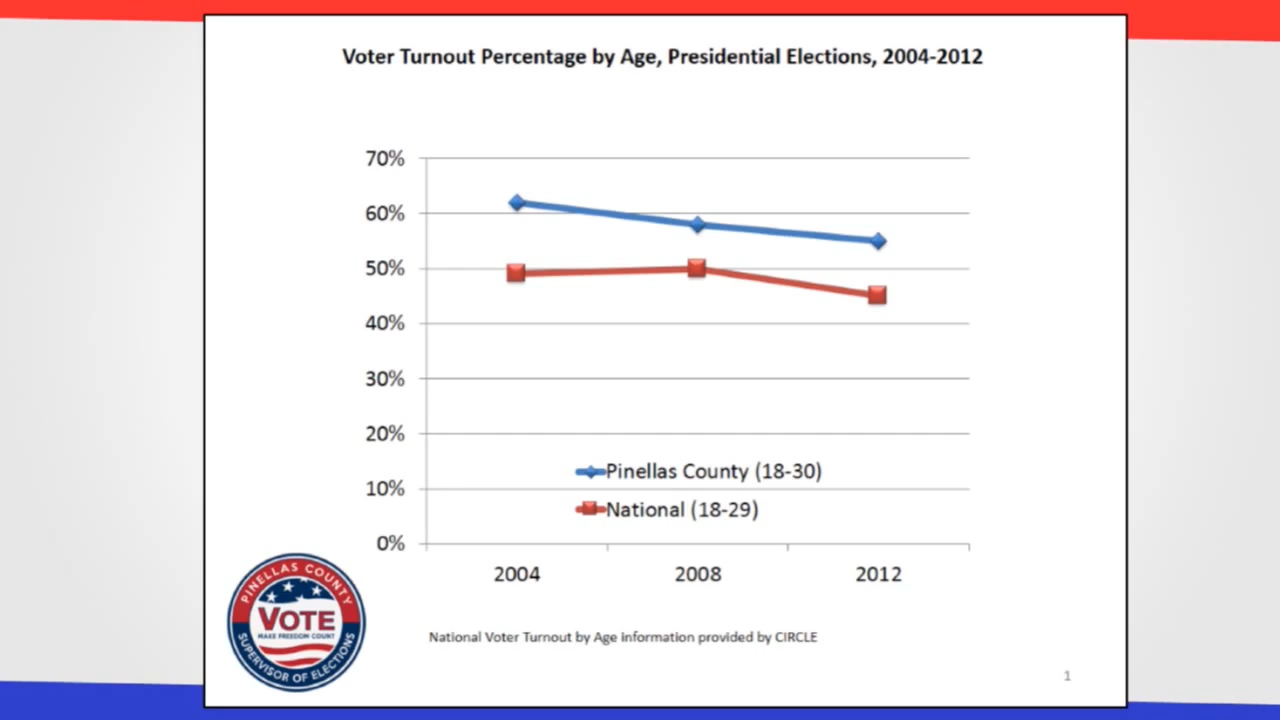 Voter Turnout Percentage by Age, Presidential Elections, 2004-2012
70%
60%
50%
40%
30%
20%
10%
0%
Pinellas County (18-30)
National (18-29)
2004 2008 2012
PINELLAS COUNTY
VOTE
MAKE FREEDOM COUNT
SUPERVISOR OF ELECTIONS
National Voter Turnout by Age information provided by CIRCLE
1